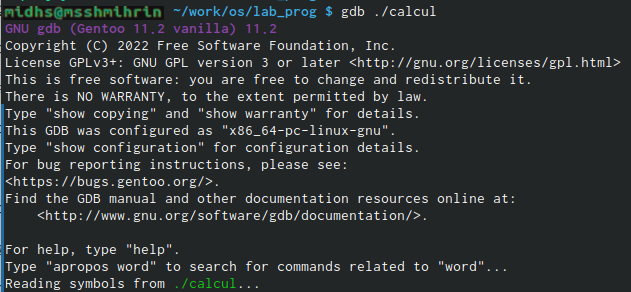 midhs@msshmihrin ~/work/os/lab_prog $ gdb ./calcul
GNU gdb (Gentoo 11.2 vanilla) 11.2
Copyright (C) 2022 Free Software Foundation, Inc.
License GPLv3+: GNU GPL version 3 or later <http://gnu.org/licenses/gpl.html>
This is free software: you are free to change and redistribute it.
There is NO WARRANTY, to the extent permitted by law.
Type "show copying" and "show warranty" for details.
This GDB was configured as "x86_64-pc-linux-gnu".
Type "show configuration" for configuration details.
For bug reporting instructions, please see:
<https://bugs.gentoo.org/>.
Find the GDB manual and other documentation resources online at:
    <http://www.gnu.org/software/gdb/documentation/>.

For help, type "help".
Type "apropos word" to search for commands related to "word"...
Reading symbols from ./calcul...